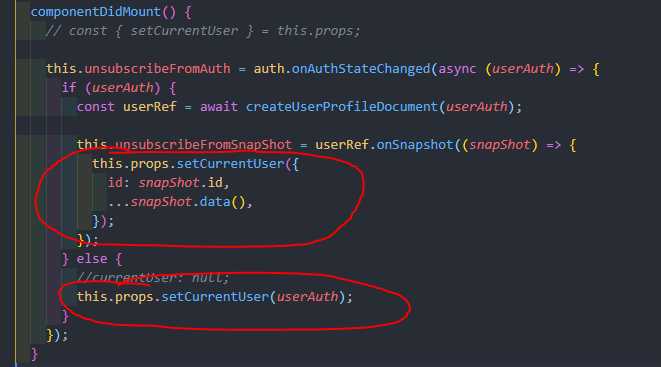 componentDidMount() {
// const { setCurrentUser } = this.props;
this.unsubscribeFromAuth = auth.onAuthStateChanged(async (userAuth) => {
if (userAuth) {
const userRef = await createUserProfileDocument(userAuth);
this.unsubscribeFromSnapShot = userRef.onSnapshot((snapShot) => {
this.props.setCurrentUser({
id: snapShot.id,
...snapShot.data(),
});
});
} else {
//currentUser: null;
this.props.setCurrentUser(userAuth);
}
});
}